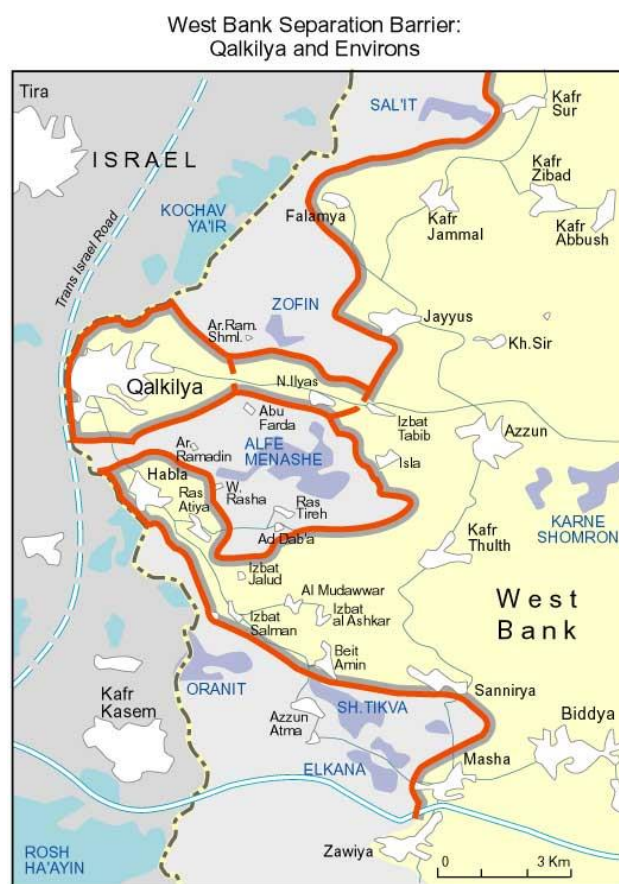 West Bank Separation Barrier:
Qalkilya and Environs
Tira
SAL'IT
Kafr
Sur
ISRAEL
Kafr
Zibad
KOCHAV
YA'IR
Falamya
Kafr
Jammal
Kafr
Abbush
Trans Israel Road
ZOFIN
Ar.Ram.
Shml.
Jayyus
Kh.Sir
Qalkilya
N.Ilyas
Abu
Farda
Izbat
Tabib
Azzun
Ar.
Ramadin
ALFE
MENASHE
Isla
Habla
W.
Rasha
Ras
Atiya
Ras
Tireh
KARNE
SHOMRON
Ad Dab'a
Kafr
Thulth
Izbat
Jalud
Al Mudawwar
Izbat
Salman
Izbat
al Ashkar
West
Bank
Beit
Amin
ORANIT
Sannirya
Kafr
Kasem
SH.TIKVA
Azzun
Atma
Biddya
Masha
ELKANA
ROSH
HA'AYIN
Zawiya
0 3 Km